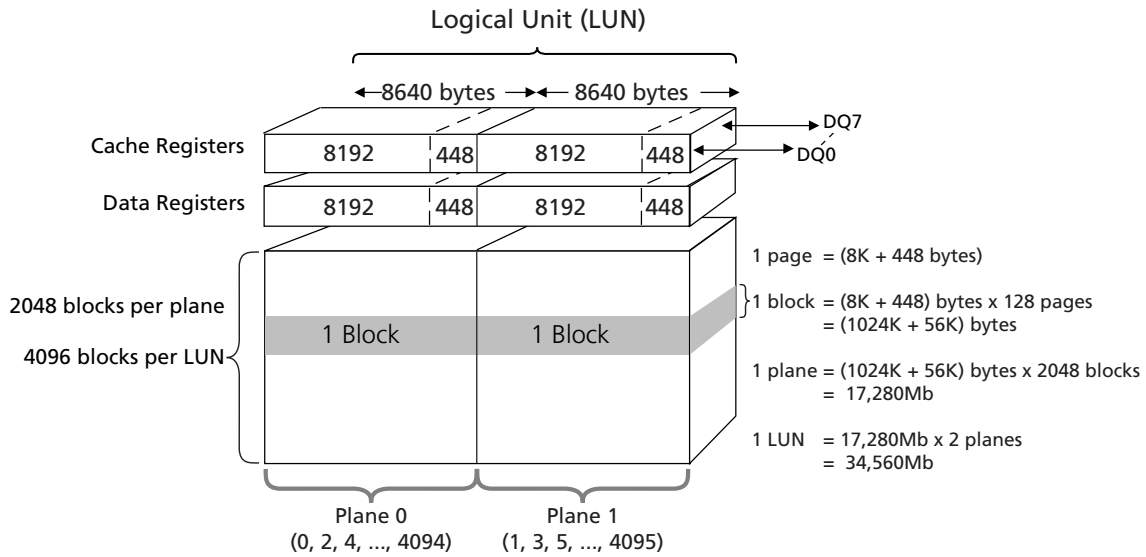 Logical Unit (LUN)
8640 bytes 8640 bytes
Cache Registers 8192 448 8192 448 DQ7
DQ0
Data Registers 8192 448 8192 448
1 page = (8K + 448 bytes)
2048 blocks per plane
1 block = (8K + 448) bytes x 128 pages
= (1024K + 56K) bytes
1 Block 1 Block
4096 blocks per LUN
1 plane = (1024K + 56K) bytes x 2048 blocks
= 17,280Mb
1 LUN = 17,280Mb x 2 planes
= 34,560Mb
Plane 0 Plane 1
(0, 2, 4, ..., 4094) (1, 3, 5, ..., 4095)